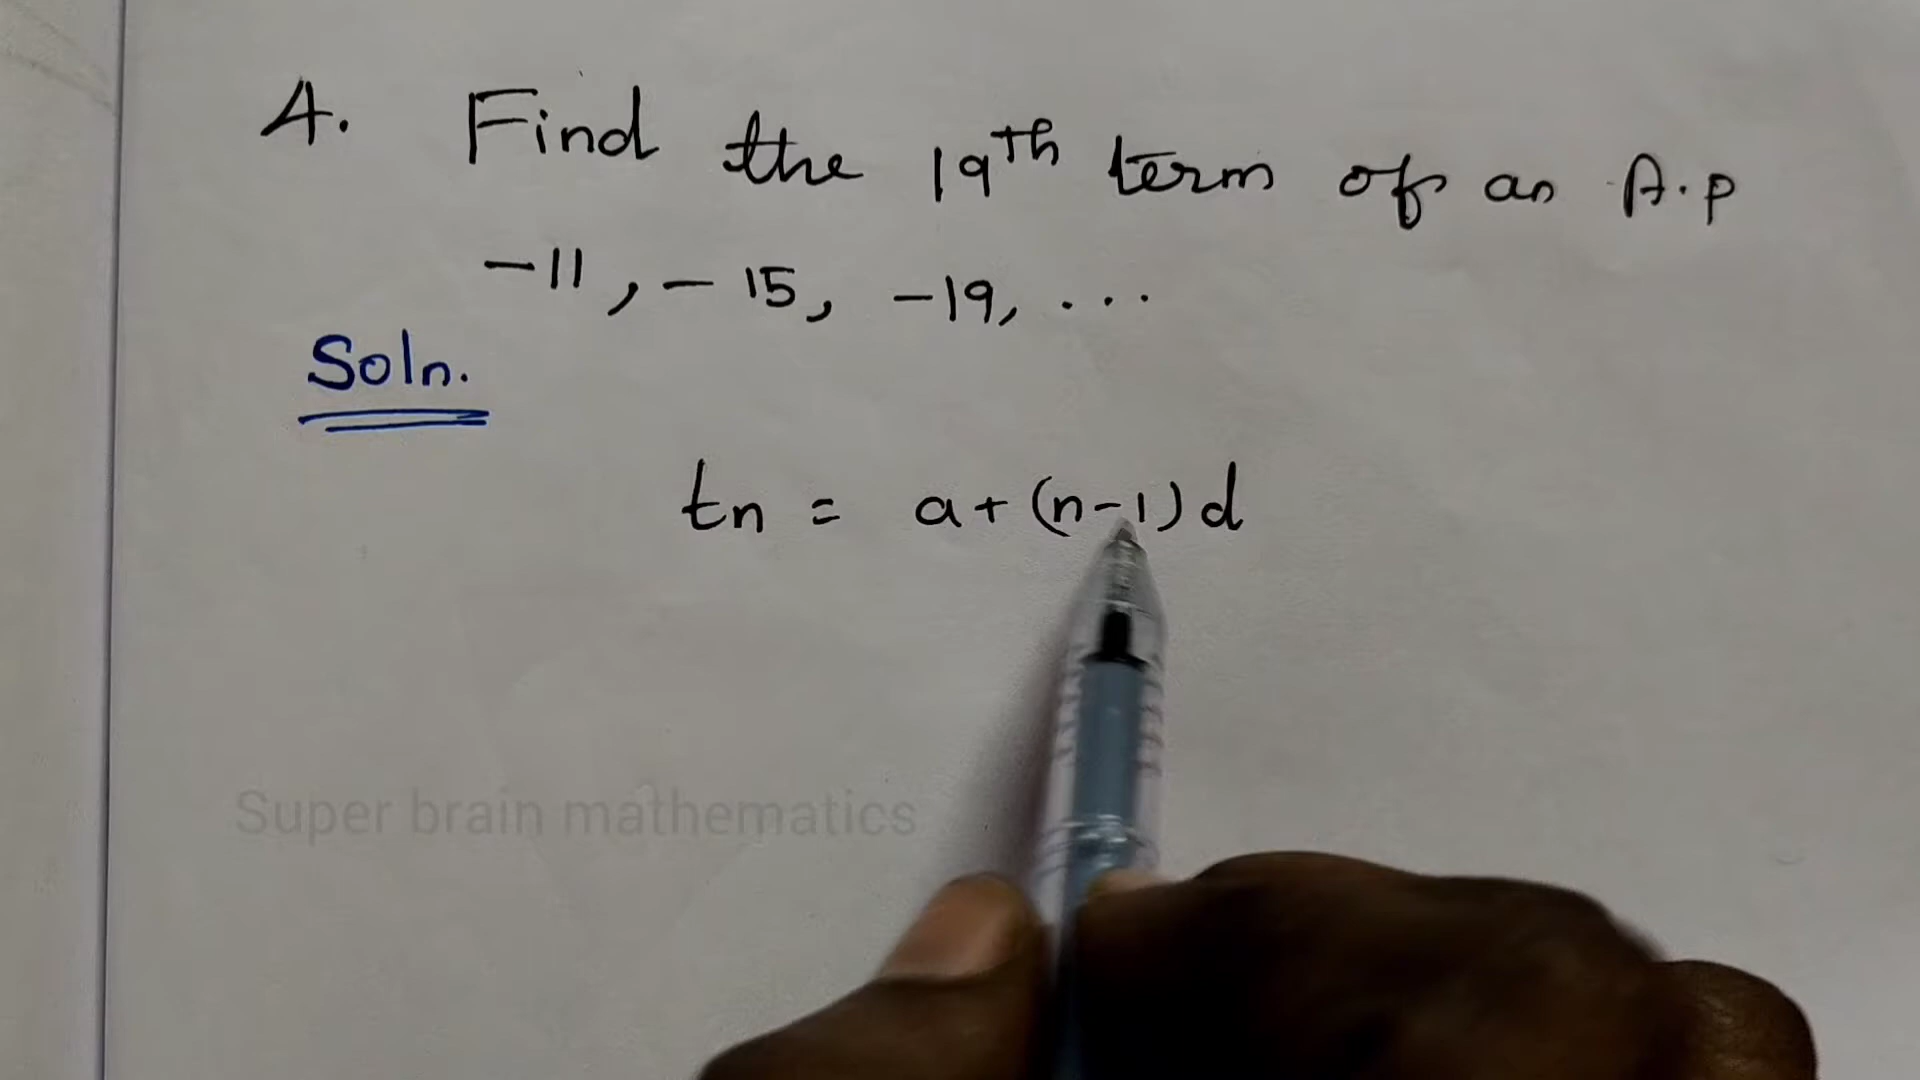 4. Find the 19th term of an A.P
-11, -15, -19, ...
Soln.
tn = a+(n-1)d
Super brain mathematics